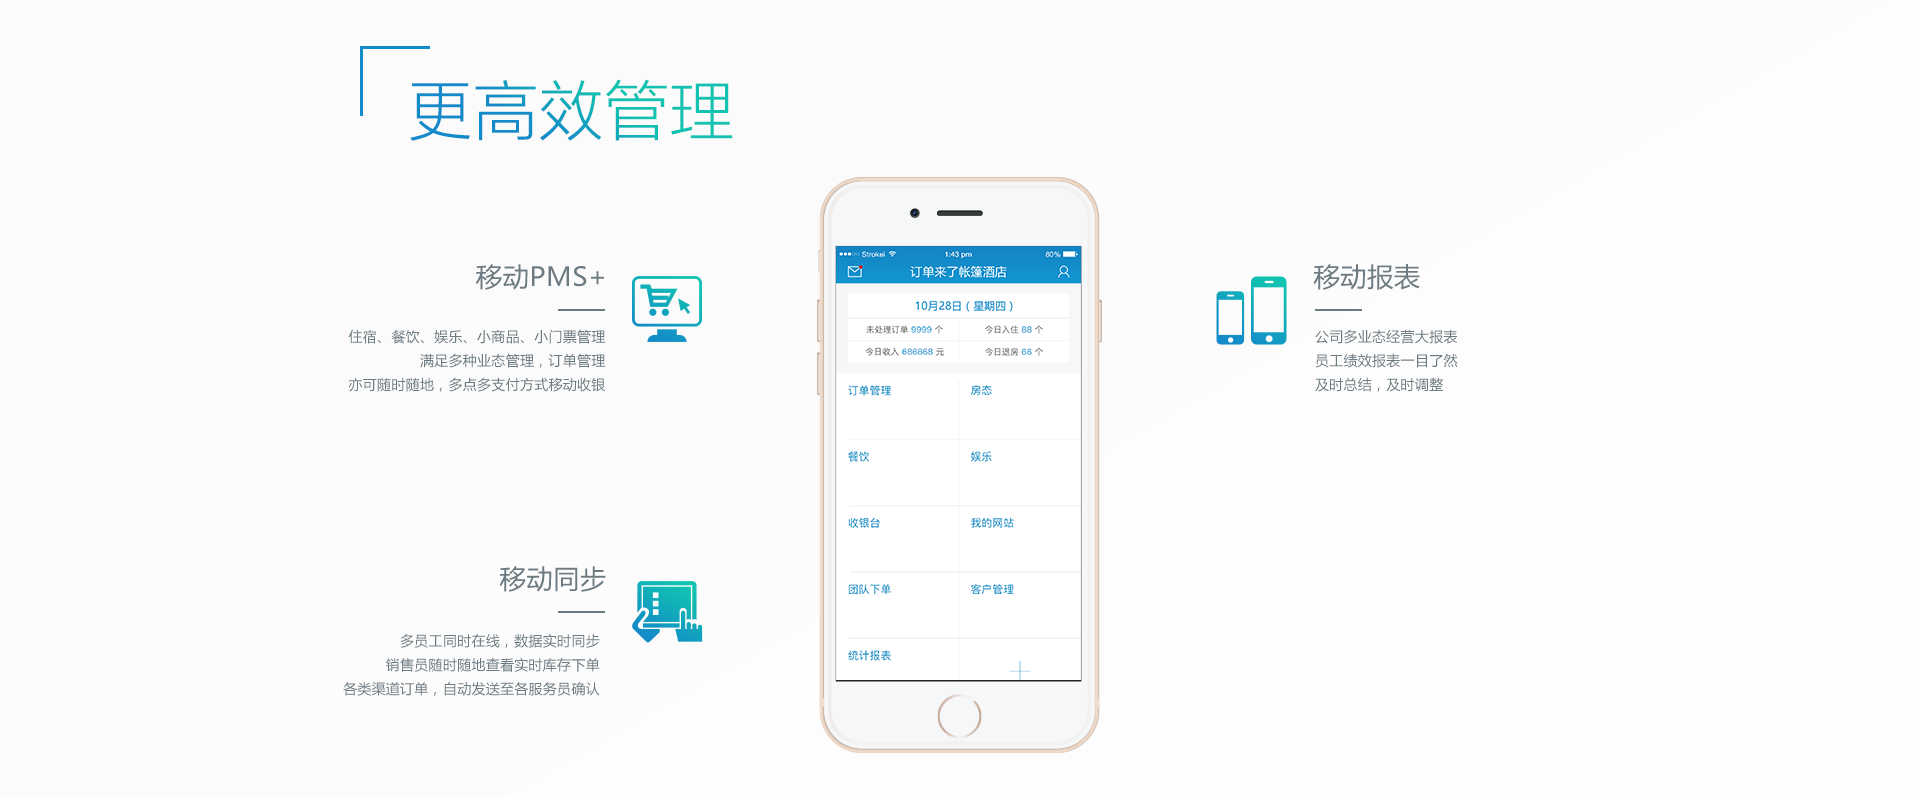 更高效管理
移动PMS+
住宿、餐饮、娱乐、小商品、小门票管理
满足多种业态管理，订单管理
亦可随时随地，多点多支付方式移动收银
移动同步
多员工同时在线，数据实时同步
销售员随时随地查看实时库存下单
各类渠道订单，自动发送至各服务员确认
Strokei 1:43 pm 80%
订单来了帐篷酒店
10月28日（星期四）
未处理订单 9999 个 今日入住 88 个
今日收入 686868 元 今日退房 66 个
订单管理 房态
餐饮 娱乐
收银台 我的网站
团队下单 客户管理
统计报表
移动报表
公司多业态经营大报表
员工绩效报表一目了然
及时总结，及时调整